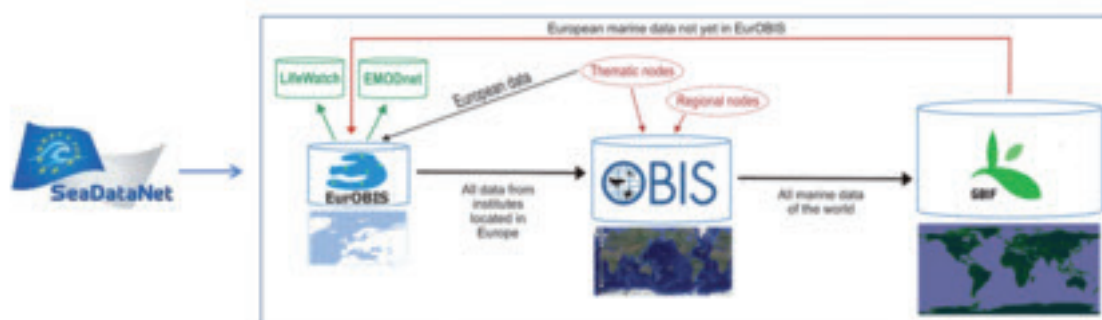 European marine data not yet in EurOBIS
LifeWatch
EMODnet
European data
Thematic nodes
Regional nodes
SeaDataNet
EurOBIS
OBIS
GBIF
All data from
institutes
located in
Europe
All marine data
of the world